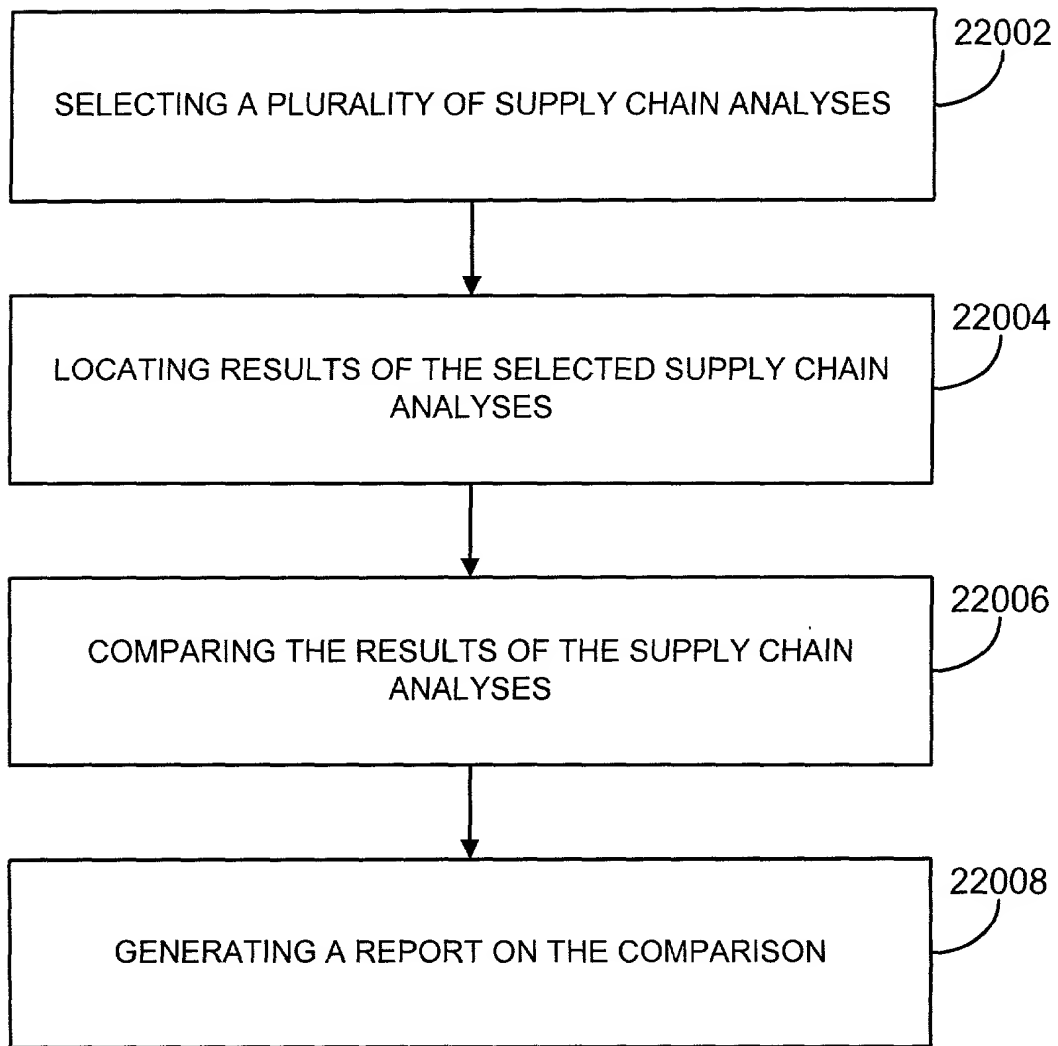 22002
SELECTING A PLURALITY OF SUPPLY CHAIN ANALYSES
22004
LOCATING RESULTS OF THE SELECTED SUPPLY CHAIN
ANALYSES
22006
COMPARING THE RESULTS OF THE SUPPLY CHAIN
ANALYSES
22008
GENERATING A REPORT ON THE COMPARISON